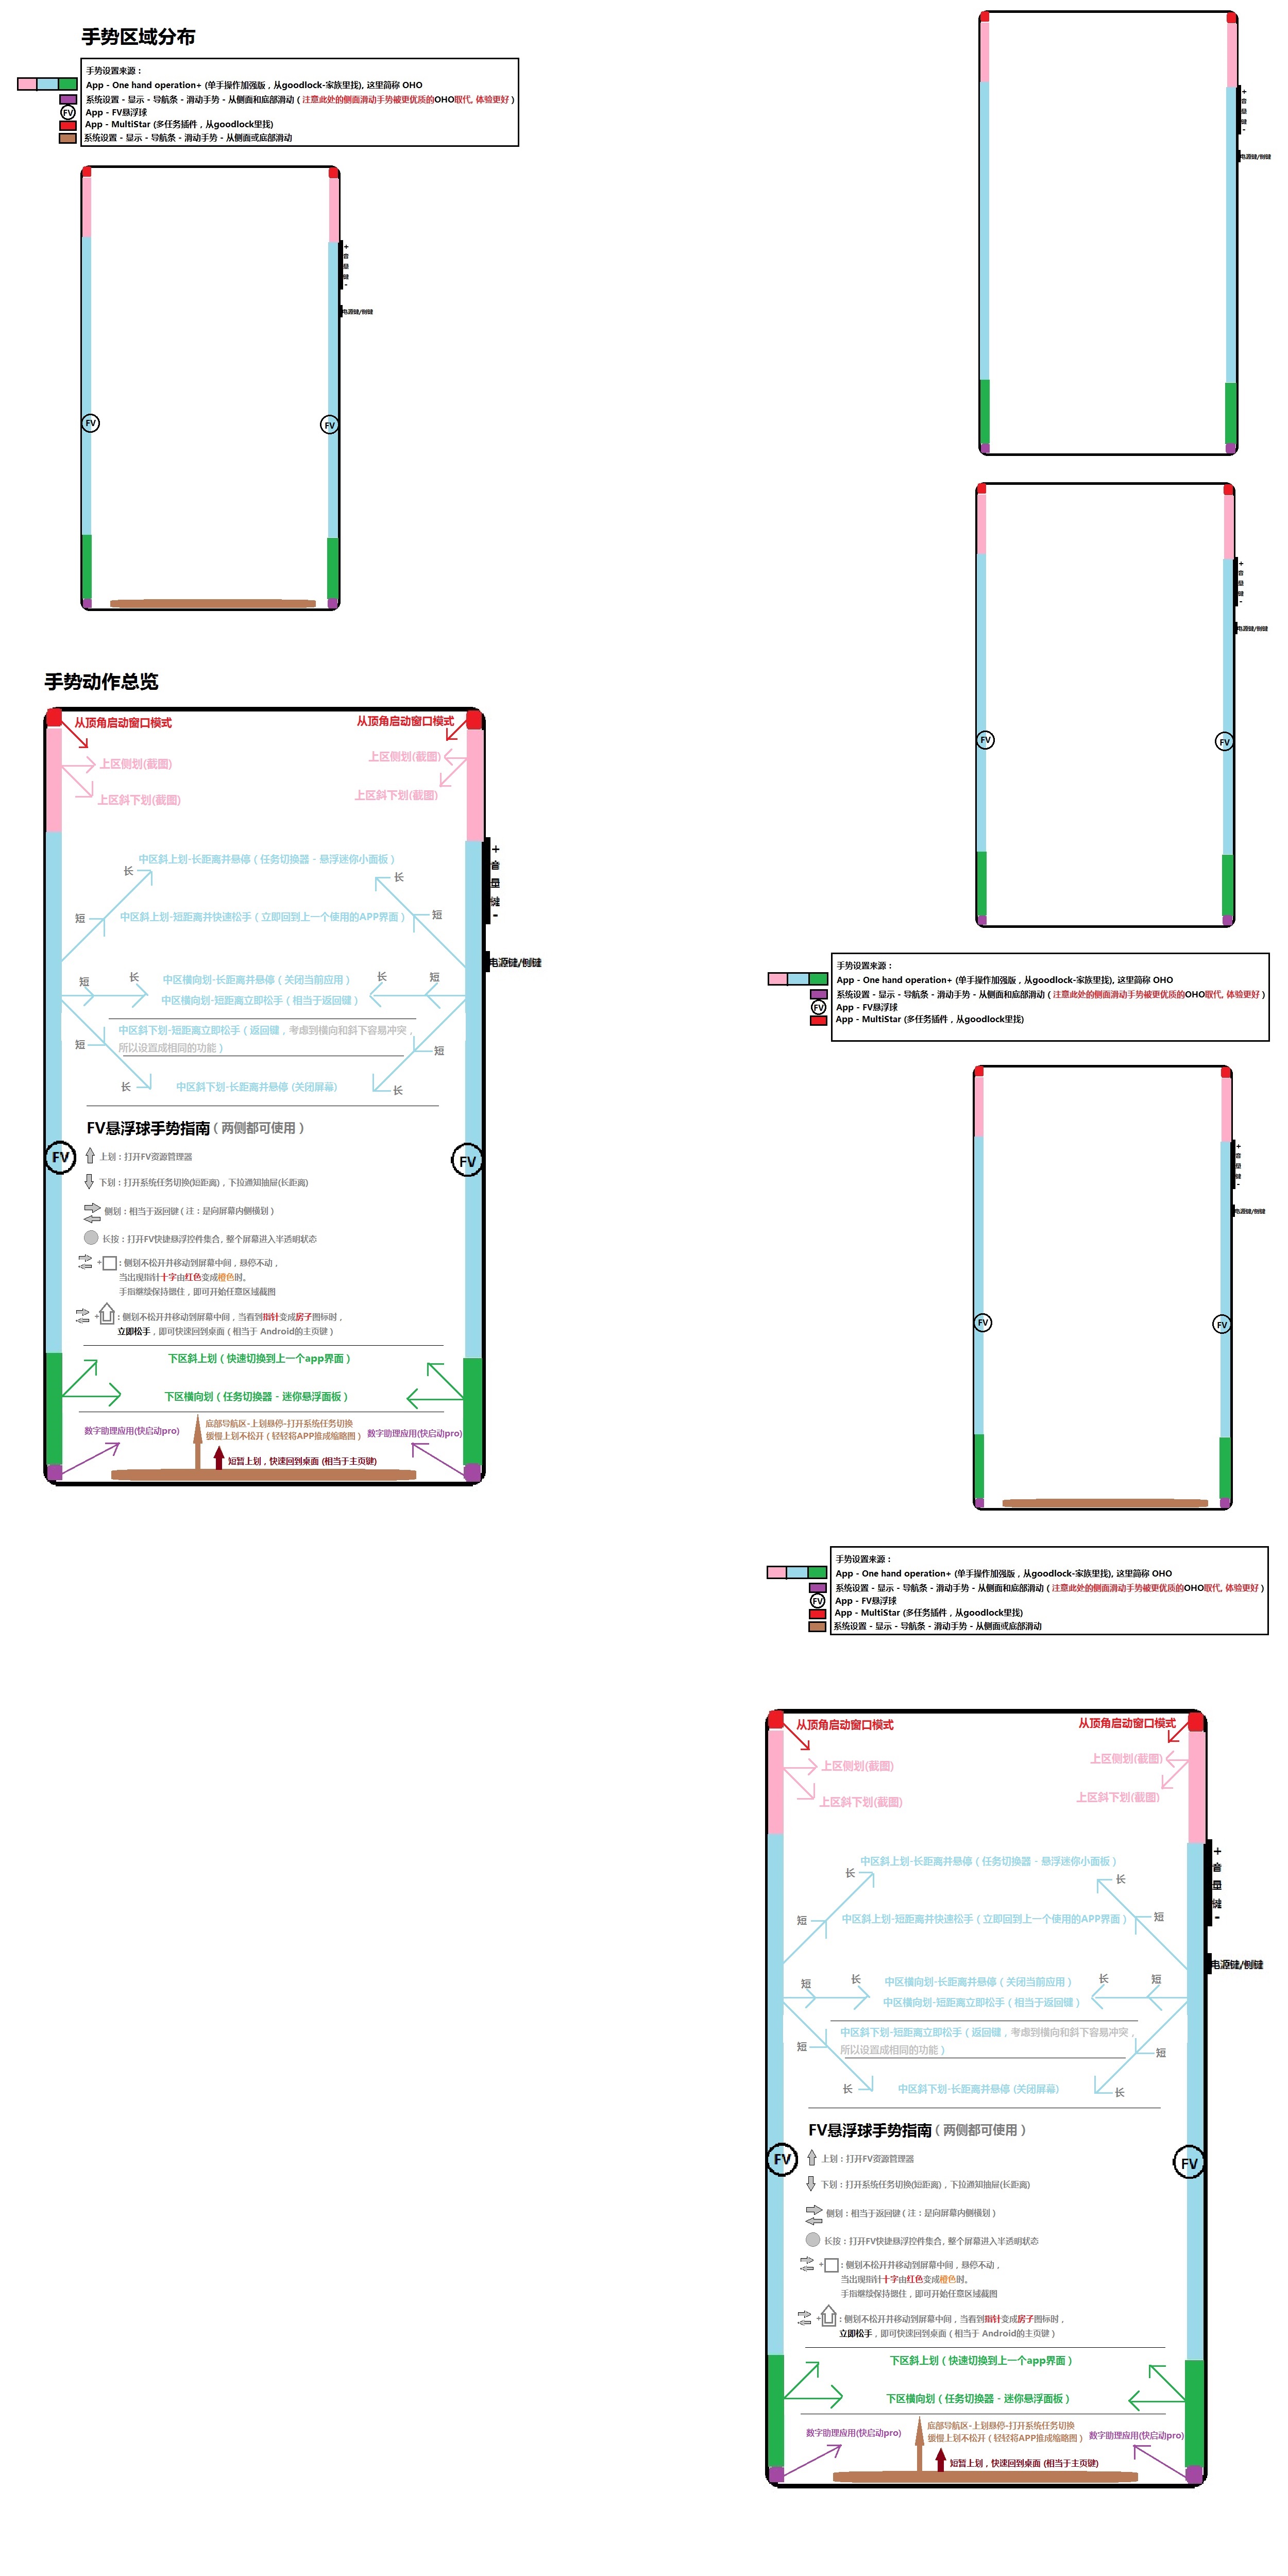 手势区域分布
手势设置来源：
App - One hand operation+ (单手操作加强版，从goodlock-家族里找), 这里简称 OHO
系统设置 - 显示 - 导航条 - 滑动手势 - 从侧面和底部滑动（注意此处的侧面滑动手势被更优质的OHO取代, 体验更好）
FV App - FV悬浮球
App - MultiStar (多任务插件，从goodlock里找)
系统设置 - 显示 - 导航条 - 滑动手势 - 从侧面或底部滑动
+
音
量
键
-
电源键/侧键
FV
FV
手势动作总览
从顶角启动窗口模式
从顶角启动窗口模式
上区侧划(截图)
上区侧划(截图)
上区斜下划(截图)
上区斜下划(截图)
中区斜上划-长距离并悬停（任务切换器 - 悬浮迷你小面板）
长
长
短
中区斜上划-短距离并快速松手（立即回到上一个使用的APP界面）
短
+
音
量
键
-
电源键/侧键
短
长
中区横向划-长距离并悬停（关闭当前应用）
长
短
中区横向划-短距离立即松手（相当于返回键）
中区斜下划-短距离立即松手（返回键，考虑到横向和斜下容易冲突，
所以设置成相同的功能）
短
短
长
中区斜下划-长距离并悬停 (关闭屏幕)
长
FV悬浮球手势指南（两侧都可使用）
FV
FV
上划：打开FV资源管理器
下划：打开系统任务切换(短距离)，下拉通知抽屉(长距离)
侧划：相当于返回键（注：是向屏幕内侧横划）
长按：打开FV快捷悬浮控件集合, 整个屏幕进入半透明状态
+ ：侧划不松开并移动到屏幕中间，悬停不动，
当出现指针十字由红色变成橙色时。
手指继续保持摁住，即可开始任意区域截图
+ ：侧划不松开并移动到屏幕中间，当看到指针变成房子图标时，
立即松手，即可快速回到桌面（相当于 Android的主页键）
下区斜上划（快速切换到上一个app界面）
下区横向划（任务切换器 - 迷你悬浮面板）
数字助理应用(快启动pro)
底部导航区-上划悬停-打开系统任务切换
缓慢上划不松开（轻轻将APP推成缩略图）
数字助理应用(快启动pro)
短暂上划，快速回到桌面 (相当于主页键)
+
音
量
键
-
电源键/侧键
+
音
量
键
-
电源键/侧键
FV
FV
手势设置来源：
App - One hand operation+ (单手操作加强版，从goodlock-家族里找), 这里简称 OHO
系统设置 - 显示 - 导航条 - 滑动手势 - 从侧面和底部滑动（注意此处的侧面滑动手势被更优质的OHO取代, 体验更好）
FV App - FV悬浮球
App - MultiStar (多任务插件，从goodlock里找)
+
音
量
键
-
电源键/侧键
FV
FV
手势设置来源：
App - One hand operation+ (单手操作加强版，从goodlock-家族里找), 这里简称 OHO
系统设置 - 显示 - 导航条 - 滑动手势 - 从侧面和底部滑动（注意此处的侧面滑动手势被更优质的OHO取代, 体验更好）
FV App - FV悬浮球
App - MultiStar (多任务插件，从goodlock里找)
系统设置 - 显示 - 导航条 - 滑动手势 - 从侧面或底部滑动
从顶角启动窗口模式
从顶角启动窗口模式
上区侧划(截图)
上区侧划(截图)
上区斜下划(截图)
上区斜下划(截图)
中区斜上划-长距离并悬停（任务切换器 - 悬浮迷你小面板）
长
长
短
中区斜上划-短距离并快速松手（立即回到上一个使用的APP界面）
短
+
音
量
键
-
电源键/侧键
短
长
中区横向划-长距离并悬停（关闭当前应用）
长
短
中区横向划-短距离立即松手（相当于返回键）
中区斜下划-短距离立即松手（返回键，考虑到横向和斜下容易冲突，
所以设置成相同的功能）
短
短
长
中区斜下划-长距离并悬停 (关闭屏幕)
长
FV悬浮球手势指南（两侧都可使用）
FV
FV
上划：打开FV资源管理器
下划：打开系统任务切换(短距离)，下拉通知抽屉(长距离)
侧划：相当于返回键（注：是向屏幕内侧横划）
长按：打开FV快捷悬浮控件集合, 整个屏幕进入半透明状态
+ ：侧划不松开并移动到屏幕中间，悬停不动，
当出现指针十字由红色变成橙色时。
手指继续保持摁住，即可开始任意区域截图
+ ：侧划不松开并移动到屏幕中间，当看到指针变成房子图标时，
立即松手，即可快速回到桌面（相当于 Android的主页键）
下区斜上划（快速切换到上一个app界面）
下区横向划（任务切换器 - 迷你悬浮面板）
数字助理应用(快启动pro)
底部导航区-上划悬停-打开系统任务切换
缓慢上划不松开（轻轻将APP推成缩略图）
数字助理应用(快启动pro)
短暂上划，快速回到桌面 (相当于主页键)